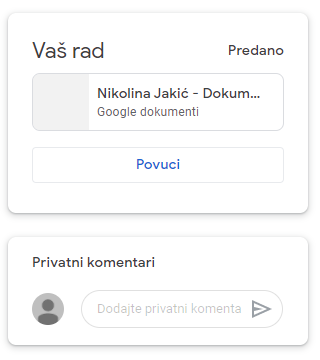 Vaš rad
Predano
Nikolina Jakić - Dokum...
Google dokumenti
Povuci
Privatni komentari
Dodajte privatni komenta